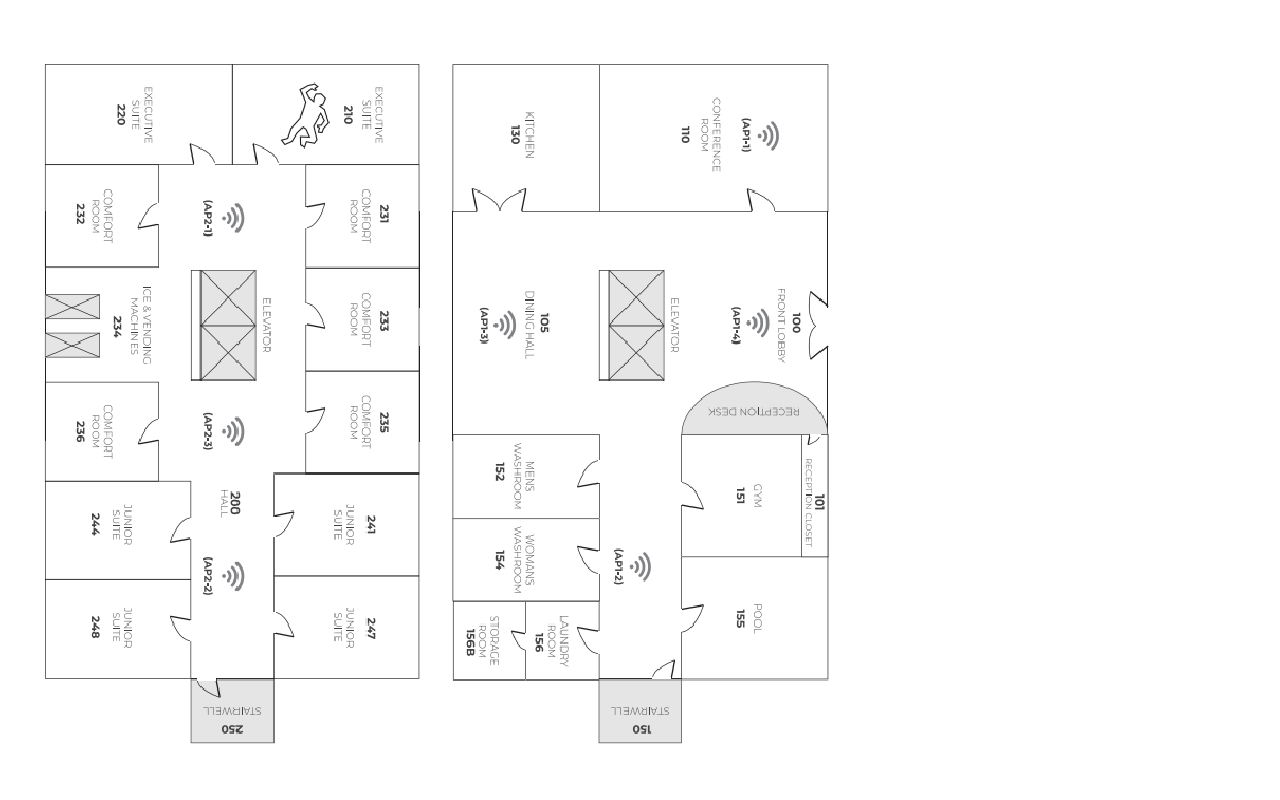 EXECUTIVE
SUITE
220
EXECUTIVE
SUITE
210
COMFORT
ROOM
232
(AP2-1)
231
COMFORT
ROOM
ICE & VENDING
MACHINES
234
ELEVATOR
233
COMFORT
ROOM
COMFORT
ROOM
236
(AP2-3)
235
COMFORT
ROOM
200
HALL
JUNIOR
SUITE
244
241
JUNIOR
SUITE
(AP2-2)
JUNIOR
SUITE
248
247
JUNIOR
SUITE
STAIRWELL
250
KITCHEN
130
CONFERENCE
ROOM
110
(AP1-1)
105
DINING HALL
(AP1-3)
ELEVATOR
100
FRONT LOBBY
(AP1-4)
RECEPTION DESK
MENS
WASHROOM
152
GYM
151
101
RECEPTION CLOSET
WOMANS
WASHROOM
154
(AP1-2)
STORAGE
ROOM
156B
LAUNDRY
ROOM
156
POOL
155
STAIRWELL
150